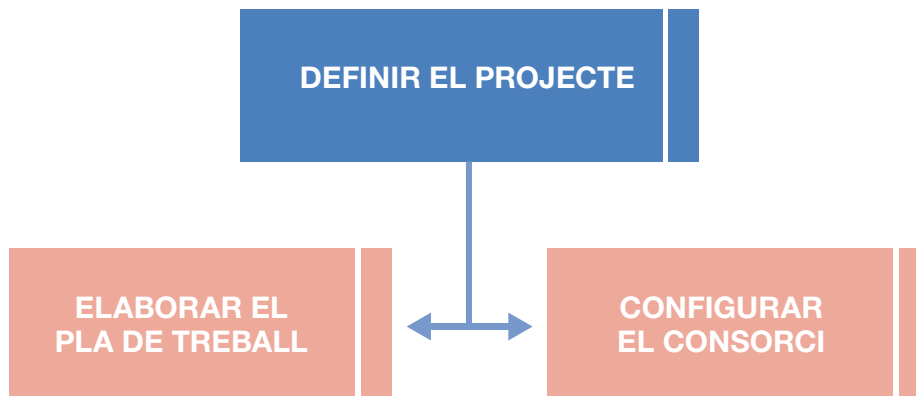 DEFINIR EL PROJECTE
ELABORAR EL
PLA DE TREBALL
CONFIGURAR
EL CONSORCI